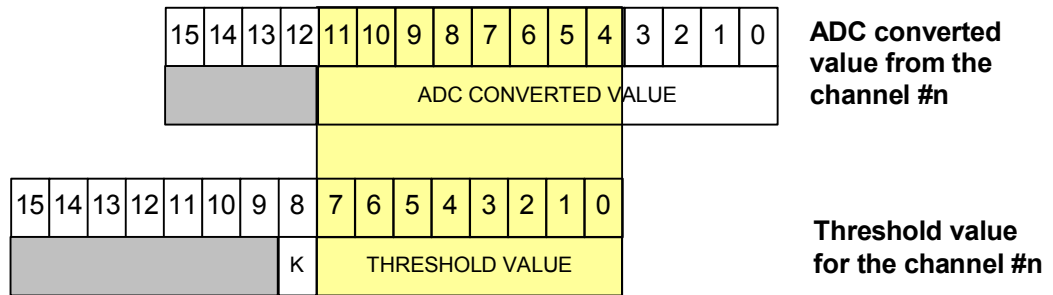 15 14 13 12 11 10 9 8 7 6 5 4 3 2 1 0
ADC CONVERTED VALUE
ADC converted
value from the
channel #n
15 14 13 12 11 10 9 8 7 6 5 4 3 2 1 0
K THRESHOLD VALUE
Threshold value
for the channel #n